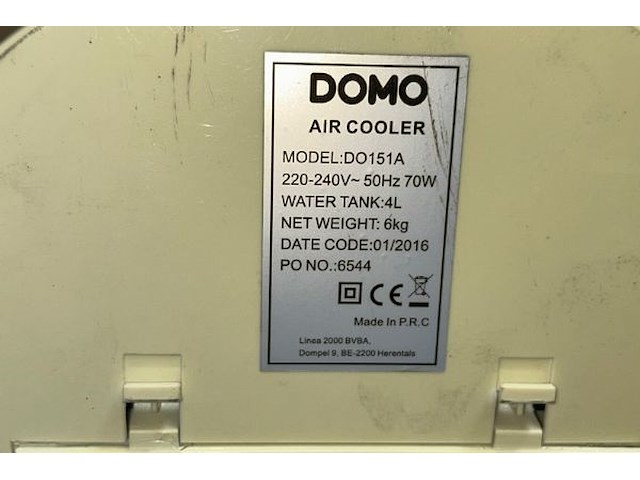 DOMO
AIR COOLER
MODEL:DO151A
220-240V~ 50Hz 70W
WATER TANK:4L
NET WEIGHT: 6kg
DATE CODE:01/2016
PO NO.:6544
CE
Made In P.R.C
Linea 2000 BVBA,
Dompel 9, BE-2200 Herentals